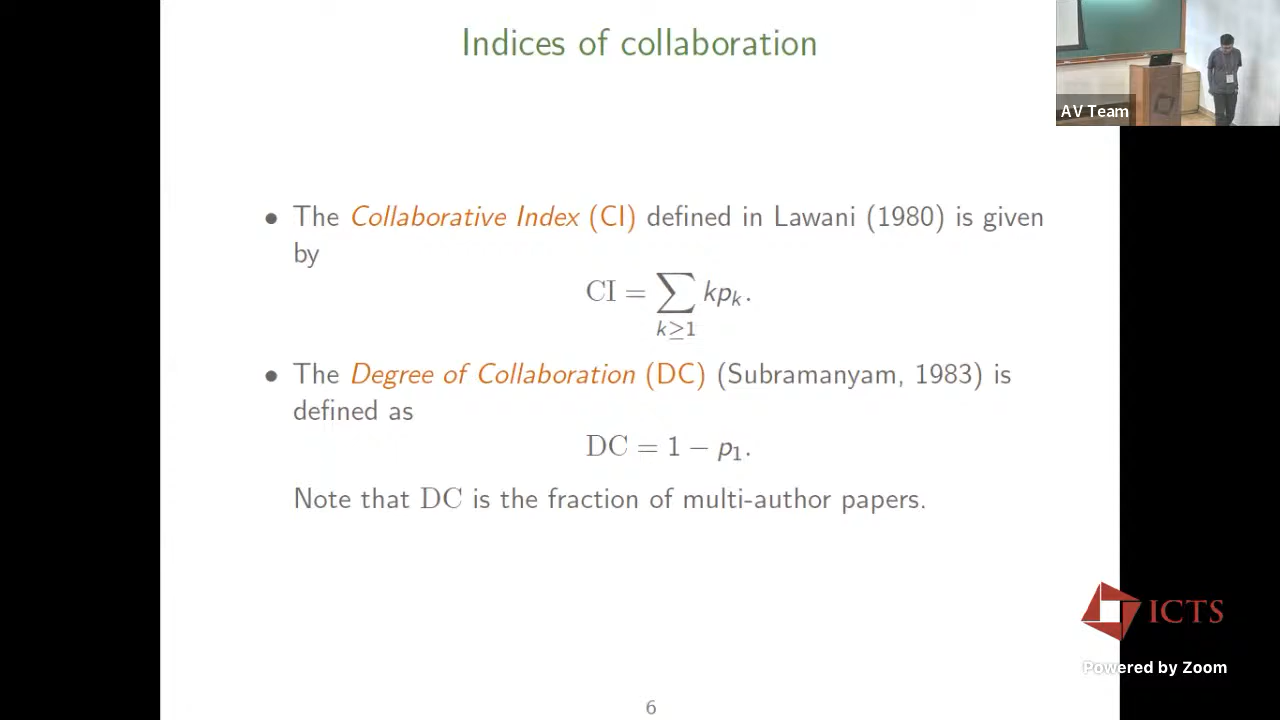 Indices of collaboration
AV Team
• The Collaborative Index (CI) defined in Lawani (1980) is given
by
CI = ∑ kpₖ.
k≥1
• The Degree of Collaboration (DC) (Subramanyam, 1983) is
defined as
DC = 1 − p₁.
Note that DC is the fraction of multi-author papers.
ICTS
Powered by Zoom
6